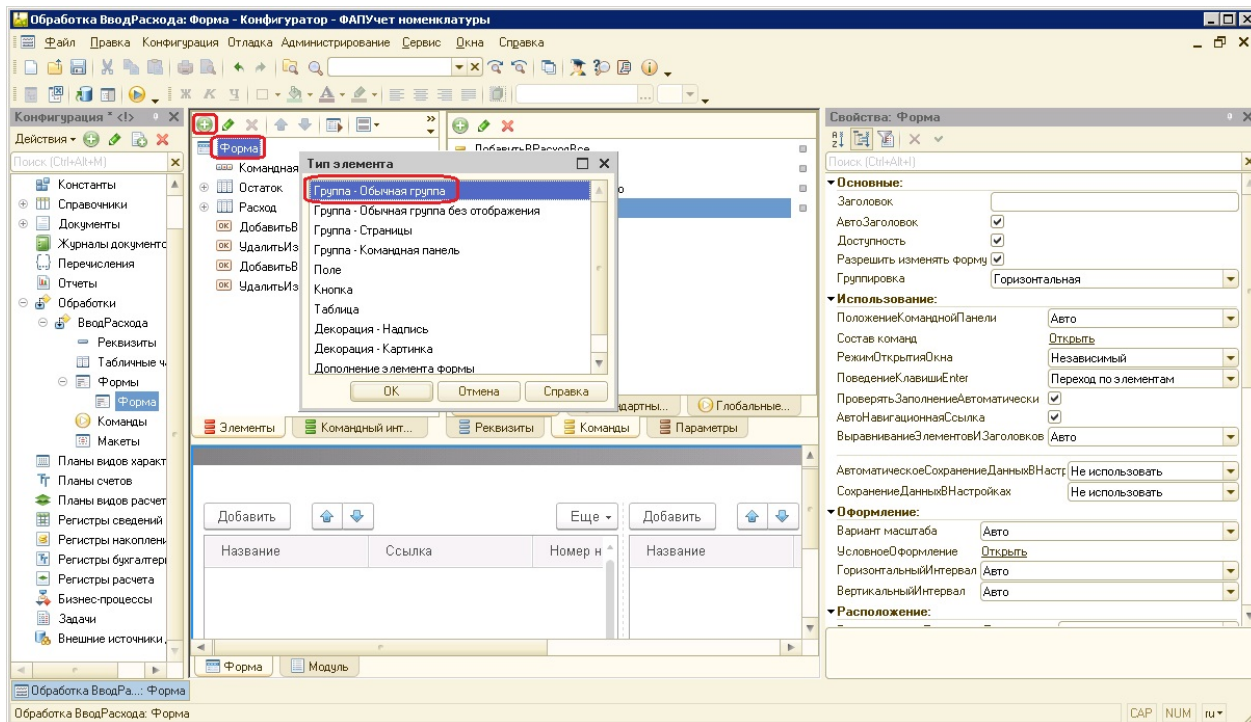 Обработка ВводРасхода: Форма - Конфигуратор - ФАПУчет номенклатуры
Файл Правка Конфигурация Отладка Администрирование Сервис Окна Справка
Ж К Ч
Конфигурация * <!>
Действия
Поиск (Ctrl+Alt+M)
Константы
Справочники
Документы
Журналы документо
Перечисления
Отчеты
Обработки
ВводРасхода
Реквизиты
Табличные ч
Формы
Форма
Команды
Макеты
Планы видов характ
Планы счетов
Планы видов расчет
Регистры сведений
Регистры накоплени
Регистры бухгалтер
Регистры расчета
Бизнес-процессы
Задачи
Внешние источники
Форма
Командная
Остаток
Расход
ДобавитьВ
УдалитьИз
ДобавитьВ
УдалитьИз
Элементы
Командный инт...
ДобавитьВРасходВсе
о
ндартны...
Глобальные...
Реквизиты
Команды
Параметры
Тип элемента
Группа - Обычная группа
Группа - Обычная группа без отображения
Группа - Страницы
Группа - Командная панель
Поле
Кнопка
Таблица
Декорация - Надпись
Декорация - Картинка
Дополнение элемента формы
ОК
Отмена
Справка
Добавить
Еще
Добавить
Название
Ссылка
Номер н
Название
Форма
Модуль
Свойства: Форма
Поиск (Ctrl+Alt+I)
Основные:
Заголовок
АвтоЗаголовок
Доступность
Разрешить изменять форму
Группировка Горизонтальная
Использование:
ПоложениеКоманднойПанели Авто
Состав команд Открыть
РежимОткрытияОкна Независимый
ПоведениеКлавишиEnter Переход по элементам
ПроверятьЗаполнениеАвтоматически
АвтоНавигационнаяСсылка
ВыравниваниеЭлементовИЗаголовков Авто
АвтоматическоеСохранениеДанныхВНастр Не использовать
СохранениеДанныхВНастройках Не использовать
Оформление:
Вариант масштаба Авто
УсловноеОформление Открыть
ГоризонтальныйИнтервал Авто
ВертикальныйИнтервал Авто
Расположение:
Обработка ВводРа...: Форма
Обработка ВводРасхода: Форма
CAP NUM ru